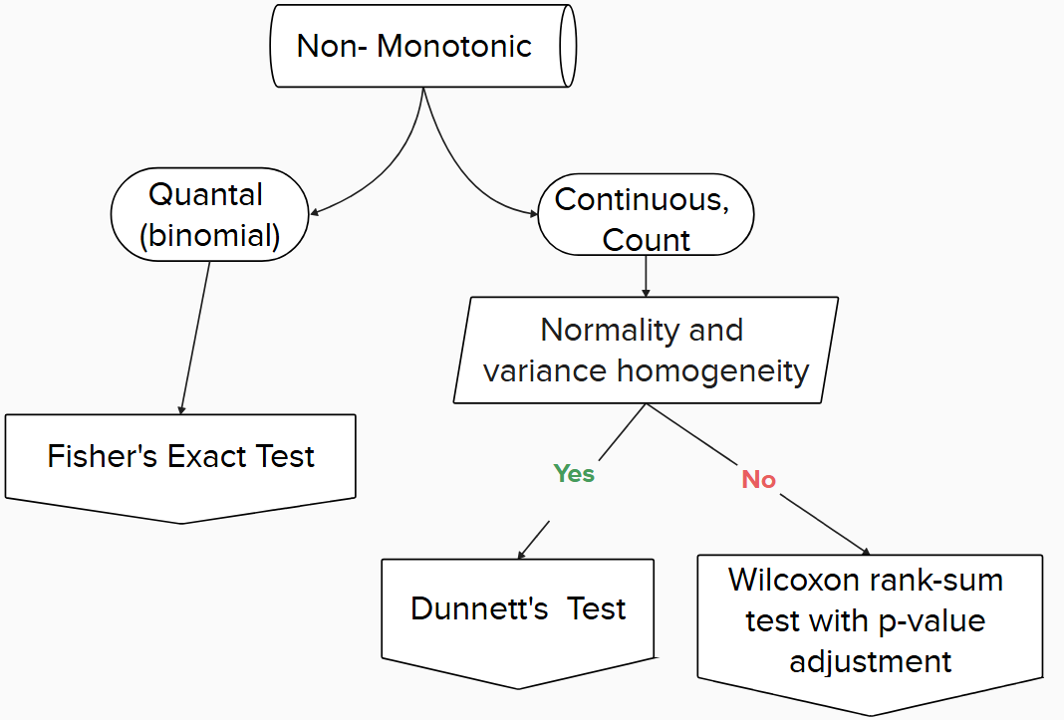 Non- Monotonic
Quantal
(binomial)
Continuous,
Count
Normality and
variance homogeneity
Fisher's Exact Test
Yes
No
Dunnett's  Test
Wilcoxon rank-sum
test with p-value
adjustment